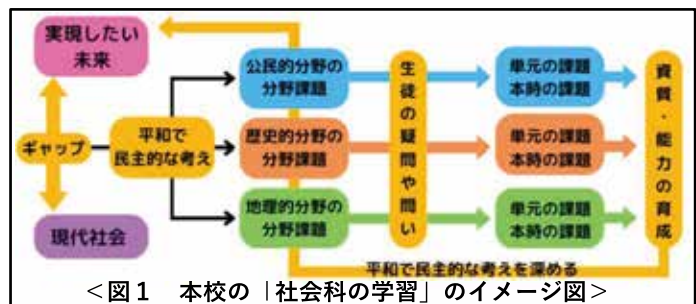 実現したい
未来
ギャップ
現代社会
平和で
民主的な考え
公民的分野の
分野課題
歴史的分野の
分野課題
地理的分野の
分野課題
生徒の疑問や問い
単元の課題
本時の課題
単元の課題
本時の課題
単元の課題
本時の課題
資質・能力の育成
平和で民主的な考えを深める
＜図１　本校の「社会科の学習」のイメージ図＞